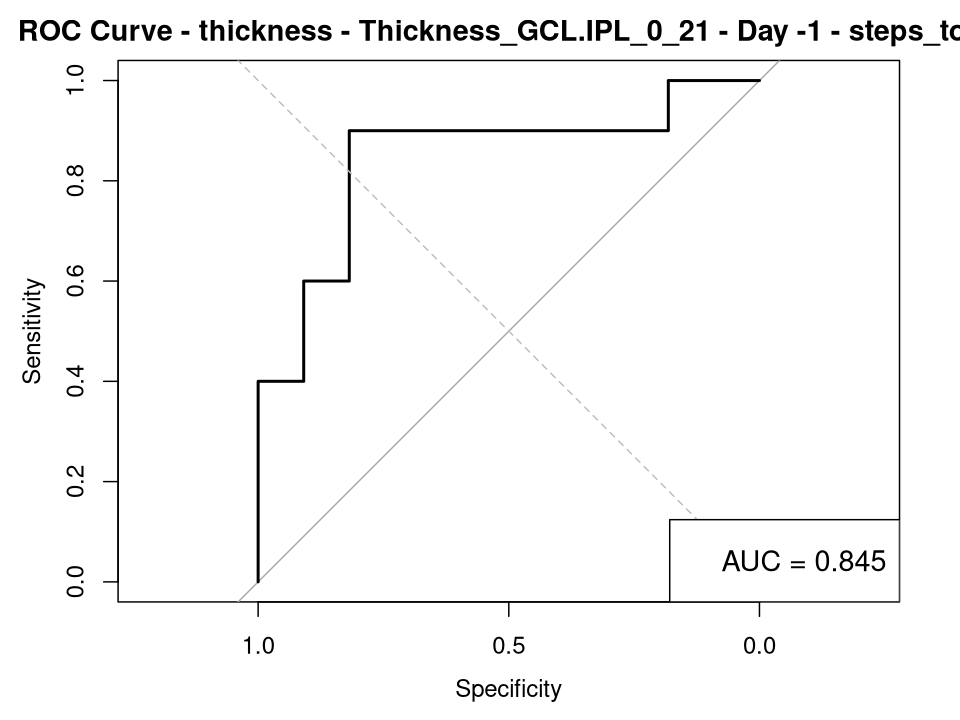 ROC Curve - thickness - Thickness_GCL.IPL_0_21 - Day -1 - steps_to
1.0
0.8
0.6
0.4
0.2
0.0
Sensitivity
AUC = 0.845
1.0 0.5 0.0
Specificity